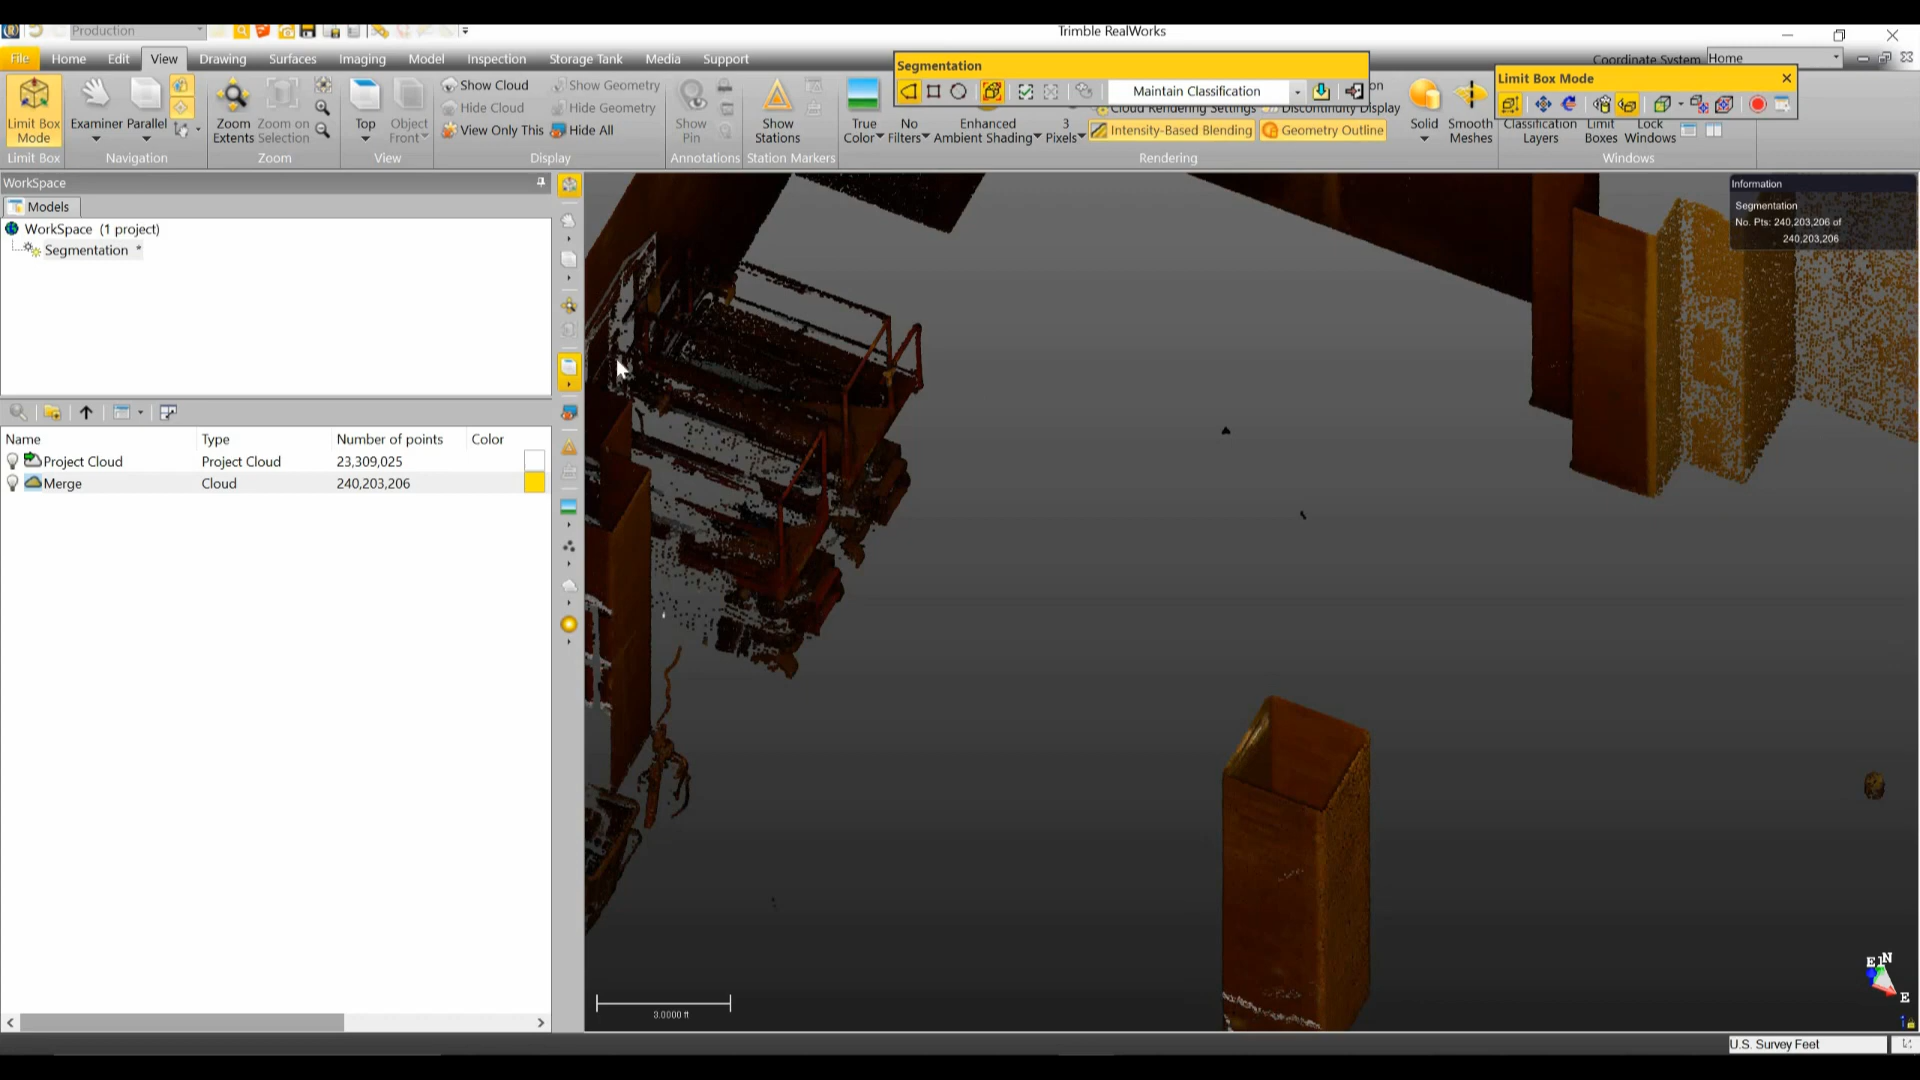 Production
Trimble RealWorks
File Home Edit View Drawing Surfaces Imaging Model Inspection Storage Tank Media Support
Coordinate System Home
Segmentation
Maintain Classification
Limit Box Mode
Limit Box Mode
Limit Box
Examiner Parallel
Navigation
Zoom Extents
Zoom on Selection
Zoom
Top
Object Front
View
Show Cloud
Hide Cloud
View Only This
Show Geometry
Hide Geometry
Hide All
Display
Show Pin
Annotations
Show Stations
Station Markers
True Color
No Filters
Enhanced Ambient Shading
3 Pixels
Cloud Rendering Settings
Discontinuity Display
Intensity-Based Blending
Geometry Outline
Solid
Smooth Meshes
Rendering
Classification Layers
Limit Boxes
Lock Windows
Windows
WorkSpace
Models
WorkSpace (1 project)
Segmentation *
Name Type Number of points Color
Project Cloud Project Cloud 23,309,025
Merge Cloud 240,203,206
Information
Segmentation
No. Pts: 240,203,206 of
240,203,206
3.0000 ft
N
E
U.S. Survey Feet